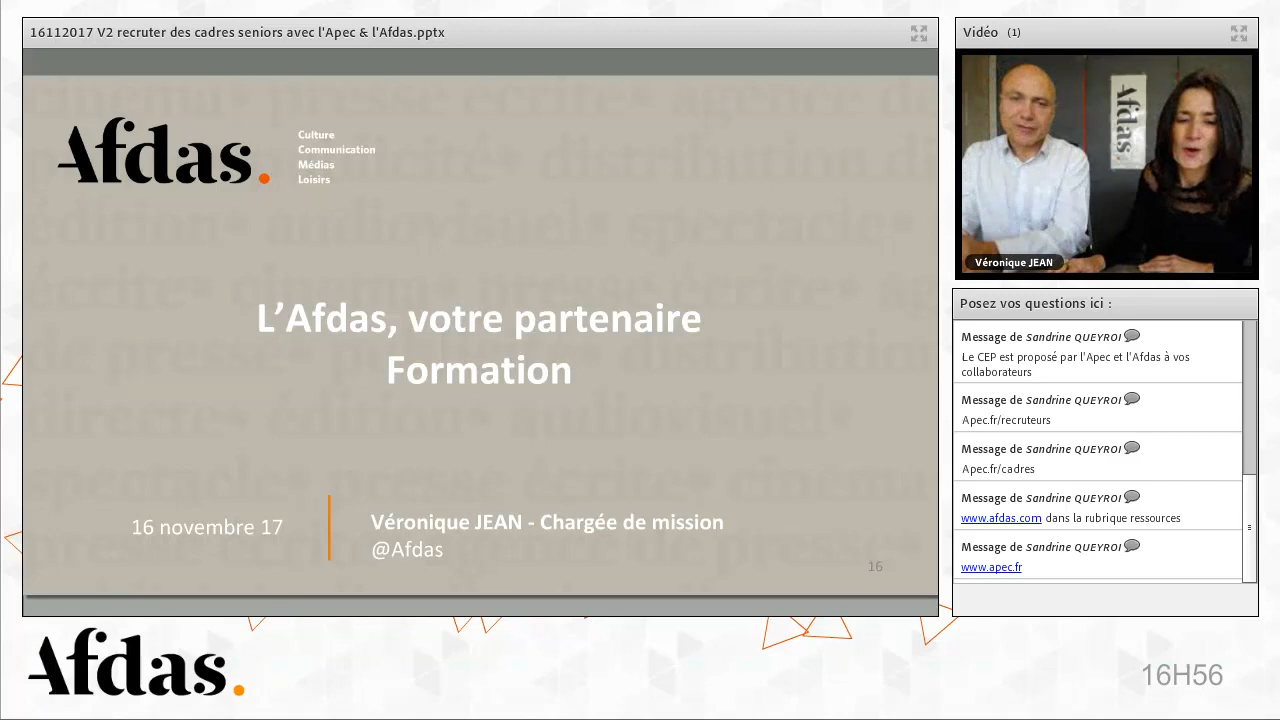 16112017 V2 recruter des cadres seniors avec l'Apec & l'Afdas.pptx
Afdas.
Culture
Communication
Médias
Loisirs
L'Afdas, votre partenaire
Formation
16 novembre 17
Véronique JEAN - Chargée de mission
@Afdas
16
Vidéo (1)
Afdas.
Véronique JEAN
Posez vos questions ici :
Message de Sandrine QUEYROI
Le CEP est proposé par l'Apec et l'Afdas à vos
collaborateurs
Message de Sandrine QUEYROI
Apec.fr/recruteurs
Message de Sandrine QUEYROI
Apec.fr/cadres
Message de Sandrine QUEYROI
www.afdas.com dans la rubrique ressources
Message de Sandrine QUEYROI
www.apec.fr
Afdas.
16H56